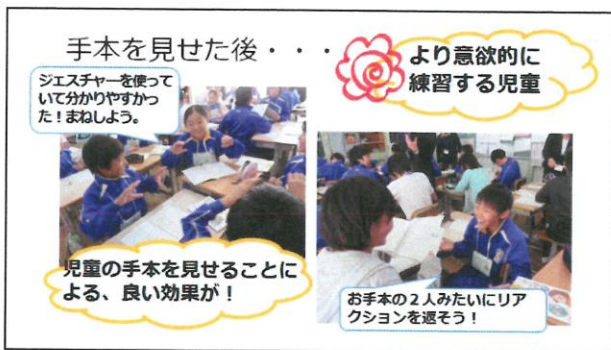 手本を見せた後・・・
より意欲的に
練習する児童
ジェスチャーを使って
いて分かりやすかっ
た！まねしよう。
児童の手本を見せることに
よる、良い効果が！
お手本の２人みたいにリア
クションを返そう！